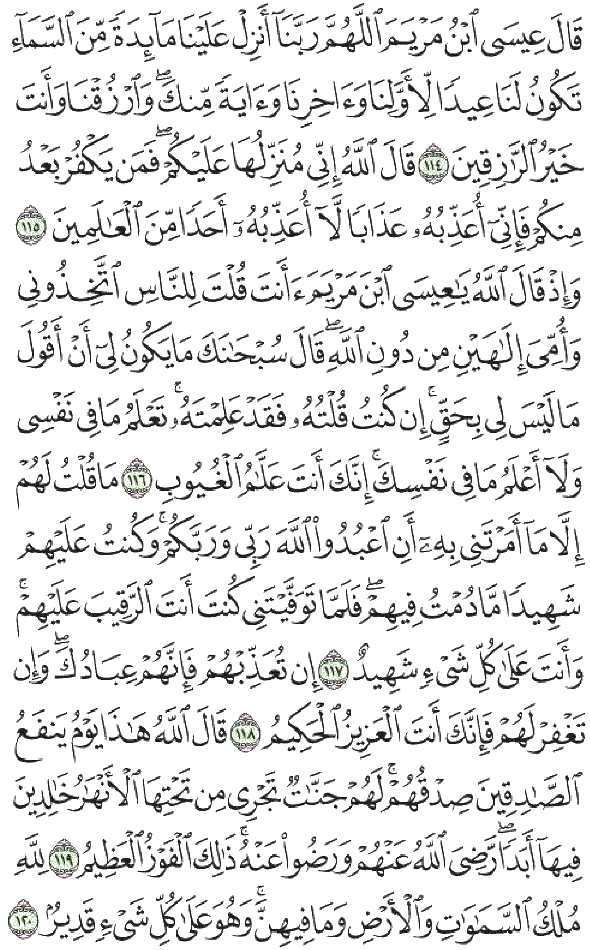 قَالَ عِيسَى ٱبْنُ مَرْيَمَ ٱللَّهُمَّ رَبَّنَآ أَنزِلْ عَلَيْنَا مَآئِدَةً مِّنَ ٱلسَّمَآءِ
تَكُونُ لَنَا عِيدًا لِّأَوَّلِنَا وَءَاخِرِنَا وَءَايَةً مِّنكَۖ وَٱرْزُقْنَا وَأَنتَ
خَيْرُ ٱلرَّٰزِقِينَ ١١٤ قَالَ ٱللَّهُ إِنِّى مُنَزِّلُهَا عَلَيْكُمْۖ فَمَن يَكْفُرْ بَعْدُ
مِنكُمْ فَإِنِّىٓ أُعَذِّبُهُۥ عَذَابًا لَّآ أُعَذِّبُهُۥٓ أَحَدًا مِّنَ ٱلْعَٰلَمِينَ ١١٥
وَإِذْ قَالَ ٱللَّهُ يَٰعِيسَى ٱبْنَ مَرْيَمَ ءَأَنتَ قُلْتَ لِلنَّاسِ ٱتَّخِذُونِى
وَأُمِّىَ إِلَٰهَيْنِ مِن دُونِ ٱللَّهِۖ قَالَ سُبْحَٰنَكَ مَا يَكُونُ لِىٓ أَنْ أَقُولَ
مَا لَيْسَ لِى بِحَقٍّۚ إِن كُنتُ قُلْتُهُۥ فَقَدْ عَلِمْتَهُۥۚ تَعْلَمُ مَا فِى نَفْسِى
وَلَآ أَعْلَمُ مَا فِى نَفْسِكَۚ إِنَّكَ أَنتَ عَلَّٰمُ ٱلْغُيُوبِ ١١٦ مَا قُلْتُ لَهُمْ
إِلَّا مَآ أَمَرْتَنِى بِهِۦٓ أَنِ ٱعْبُدُوا۟ ٱللَّهَ رَبِّى وَرَبَّكُمْۚ وَكُنتُ عَلَيْهِمْ
شَهِيدًا مَّا دُمْتُ فِيهِمْۖ فَلَمَّا تَوَفَّيْتَنِى كُنتَ أَنتَ ٱلرَّقِيبَ عَلَيْهِمْۚ
وَأَنتَ عَلَىٰ كُلِّ شَىْءٍ شَهِيدٌ ١١٧ إِن تُعَذِّبْهُمْ فَإِنَّهُمْ عِبَادُكَۖ وَإِن
تَغْفِرْ لَهُمْ فَإِنَّكَ أَنتَ ٱلْعَزِيزُ ٱلْحَكِيمُ ١١٨ قَالَ ٱللَّهُ هَٰذَا يَوْمُ يَنفَعُ
ٱلصَّٰدِقِينَ صِدْقُهُمْۚ لَهُمْ جَنَّٰتٌ تَجْرِى مِن تَحْتِهَا ٱلْأَنْهَٰرُ خَٰلِدِينَ
فِيهَآ أَبَدًاۖ رَّضِىَ ٱللَّهُ عَنْهُمْ وَرَضُوا۟ عَنْهُۚ ذَٰلِكَ ٱلْفَوْزُ ٱلْعَظِيمُ ١١٩ لِلَّهِ
مُلْكُ ٱلسَّمَٰوَٰتِ وَٱلْأَرْضِ وَمَا فِيهِنَّۚ وَهُوَ عَلَىٰ كُلِّ شَىْءٍ قَدِيرٌۢ ١٢٠